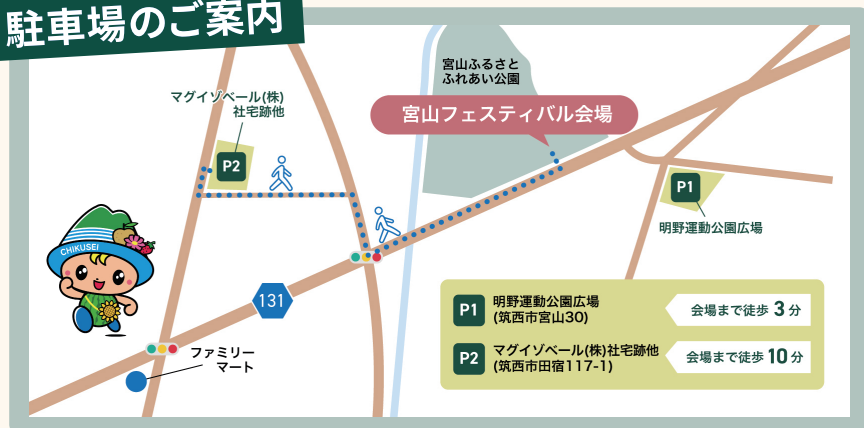 駐車場のご案内
宮山ふるさと
ふれあい公園
マグイゾベール(株)
社宅跡他
宮山フェスティバル会場
P2
P1
明野運動公園広場
CHIKUSEI
131
ファミリー
マート
P1 明野運動公園広場
(筑西市宮山30)
会場まで徒歩 3 分
P2 マグイゾベール(株)社宅跡他
(筑西市田宿117-1)
会場まで徒歩 10 分